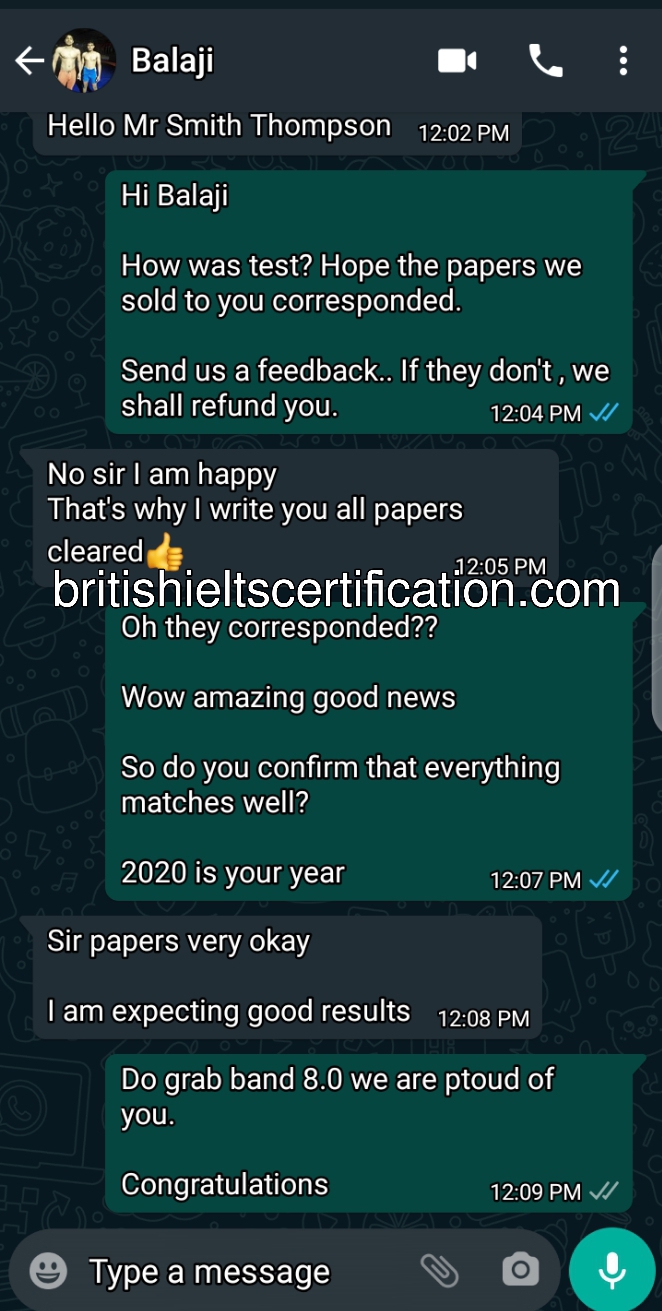 Balaji
Hello Mr Smith Thompson 12:02 PM
Hi Balaji
How was test? Hope the papers we
sold to you corresponded.
Send us a feedback.. If they don't , we
shall refund you. 12:04 PM
No sir I am happy
That's why I write you all papers
cleared👍 12:05 PM
britishieltscertification.com
Oh they corresponded??
Wow amazing good news
So do you confirm that everything
matches well?
2020 is your year 12:07 PM
Sir papers very okay
I am expecting good results 12:08 PM
Do grab band 8.0 we are ptoud of
you.
Congratulations 12:09 PM
Type a message